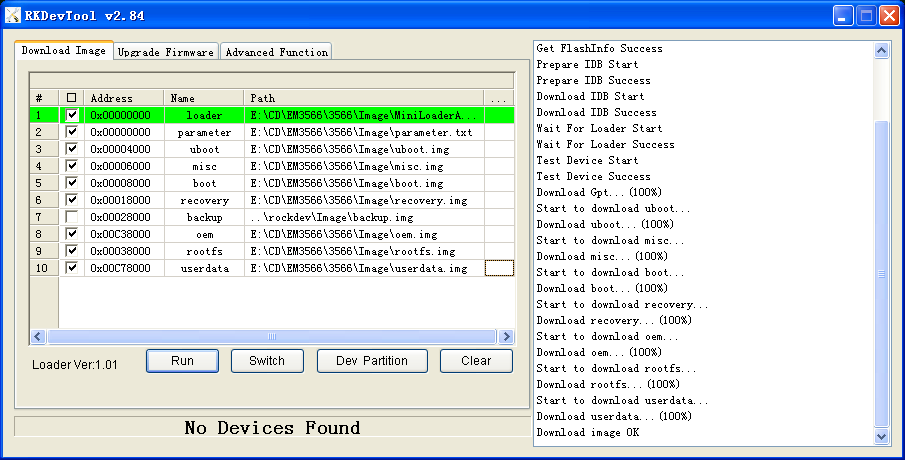 RKDevTool v2.84
Download Image Upgrade Firmware Advanced Function
# Address Name Path ...
1 0x00000000 loader E:\CD\EM3566\3566\Image\MiniLoaderA...
2 0x00000000 parameter E:\CD\EM3566\3566\Image\parameter.txt
3 0x00004000 uboot E:\CD\EM3566\3566\Image\uboot.img
4 0x00006000 misc E:\CD\EM3566\3566\Image\misc.img
5 0x00008000 boot E:\CD\EM3566\3566\Image\boot.img
6 0x00018000 recovery E:\CD\EM3566\3566\Image\recovery.img
7 0x00028000 backup ..\rockdev\Image\backup.img
8 0x00C38000 oem E:\CD\EM3566\3566\Image\oem.img
9 0x00038000 rootfs E:\CD\EM3566\3566\Image\rootfs.img
10 0x00C78000 userdata E:\CD\EM3566\3566\Image\userdata.img
Loader Ver:1.01 Run Switch Dev Partition Clear
No Devices Found
Get FlashInfo Success
Prepare IDB Start
Prepare IDB Success
Download IDB Start
Download IDB Success
Wait For Loader Start
Wait For Loader Success
Test Device Start
Test Device Success
Download Gpt...(100%)
Start to download uboot...
Download uboot...(100%)
Start to download misc...
Download misc...(100%)
Start to download boot...
Download boot...(100%)
Start to download recovery...
Download recovery...(100%)
Start to download oem...
Download oem...(100%)
Start to download rootfs...
Download rootfs...(100%)
Start to download userdata...
Download userdata...(100%)
Download image OK